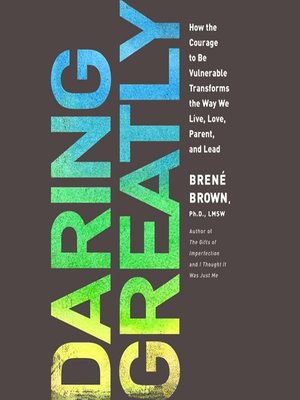 DARING
GREATLY
How the
Courage
to Be
Vulnerable
Transforms
the Way We
Live, Love,
Parent,
and Lead
BRENÉ
BROWN,
Ph.D., LMSW
Author of
The Gifts of
Imperfection
and I Thought It
Was Just Me